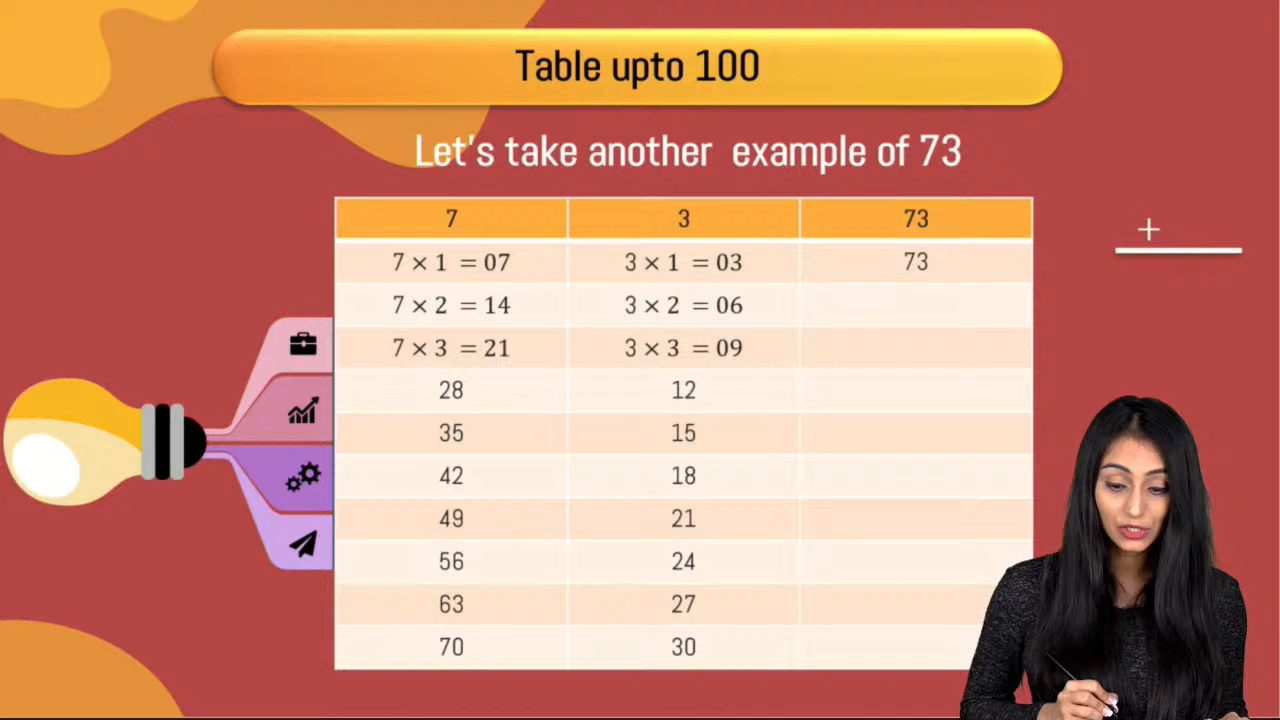 Table upto 100
Let's take another example of 73
7 3 73
7 × 1 = 07 3 × 1 = 03 73
7 × 2 = 14 3 × 2 = 06
7 × 3 = 21 3 × 3 = 09
28 12
35 15
42 18
49 21
56 24
63 27
70 30
+